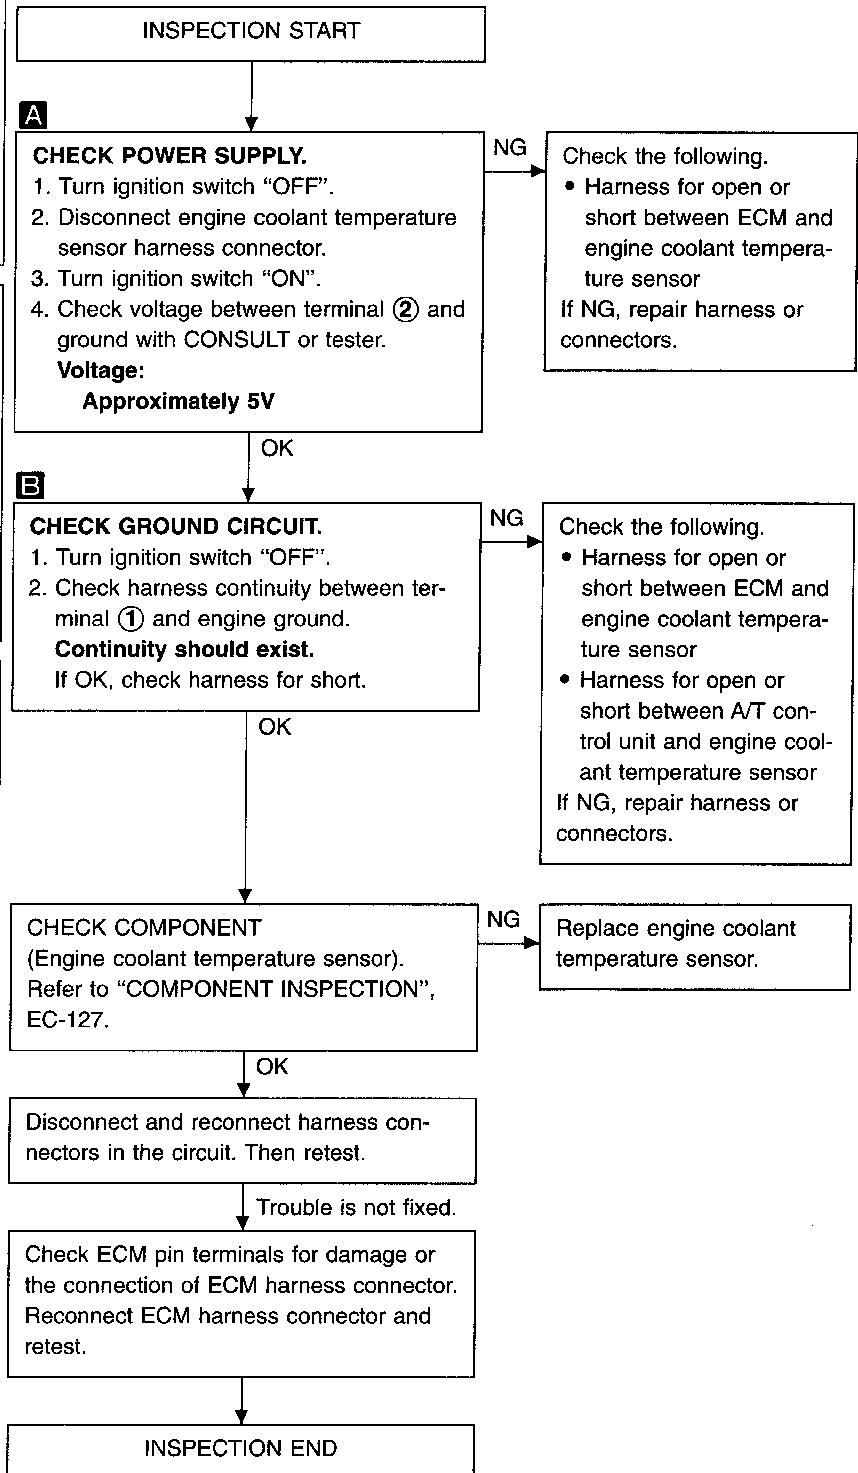 INSPECTION START
A
CHECK POWER SUPPLY.
1. Turn ignition switch “OFF”.
2. Disconnect engine coolant temperature
sensor harness connector.
3. Turn ignition switch “ON”.
4. Check voltage between terminal ② and
ground with CONSULT or tester.
Voltage:
Approximately 5V
NG
Check the following.
• Harness for open or
short between ECM and
engine coolant tempera-
ture sensor
If NG, repair harness or
connectors.
OK
B
CHECK GROUND CIRCUIT.
1. Turn ignition switch “OFF”.
2. Check harness continuity between ter-
minal ① and engine ground.
Continuity should exist.
If OK, check harness for short.
NG
Check the following.
• Harness for open or
short between ECM and
engine coolant tempera-
ture sensor
• Harness for open or
short between A/T con-
trol unit and engine cool-
ant temperature sensor
If NG, repair harness or
connectors.
OK
CHECK COMPONENT
(Engine coolant temperature sensor).
Refer to “COMPONENT INSPECTION”,
EC-127.
NG
Replace engine coolant
temperature sensor.
OK
Disconnect and reconnect harness con-
nectors in the circuit. Then retest.
Trouble is not fixed.
Check ECM pin terminals for damage or
the connection of ECM harness connector.
Reconnect ECM harness connector and
retest.
INSPECTION END